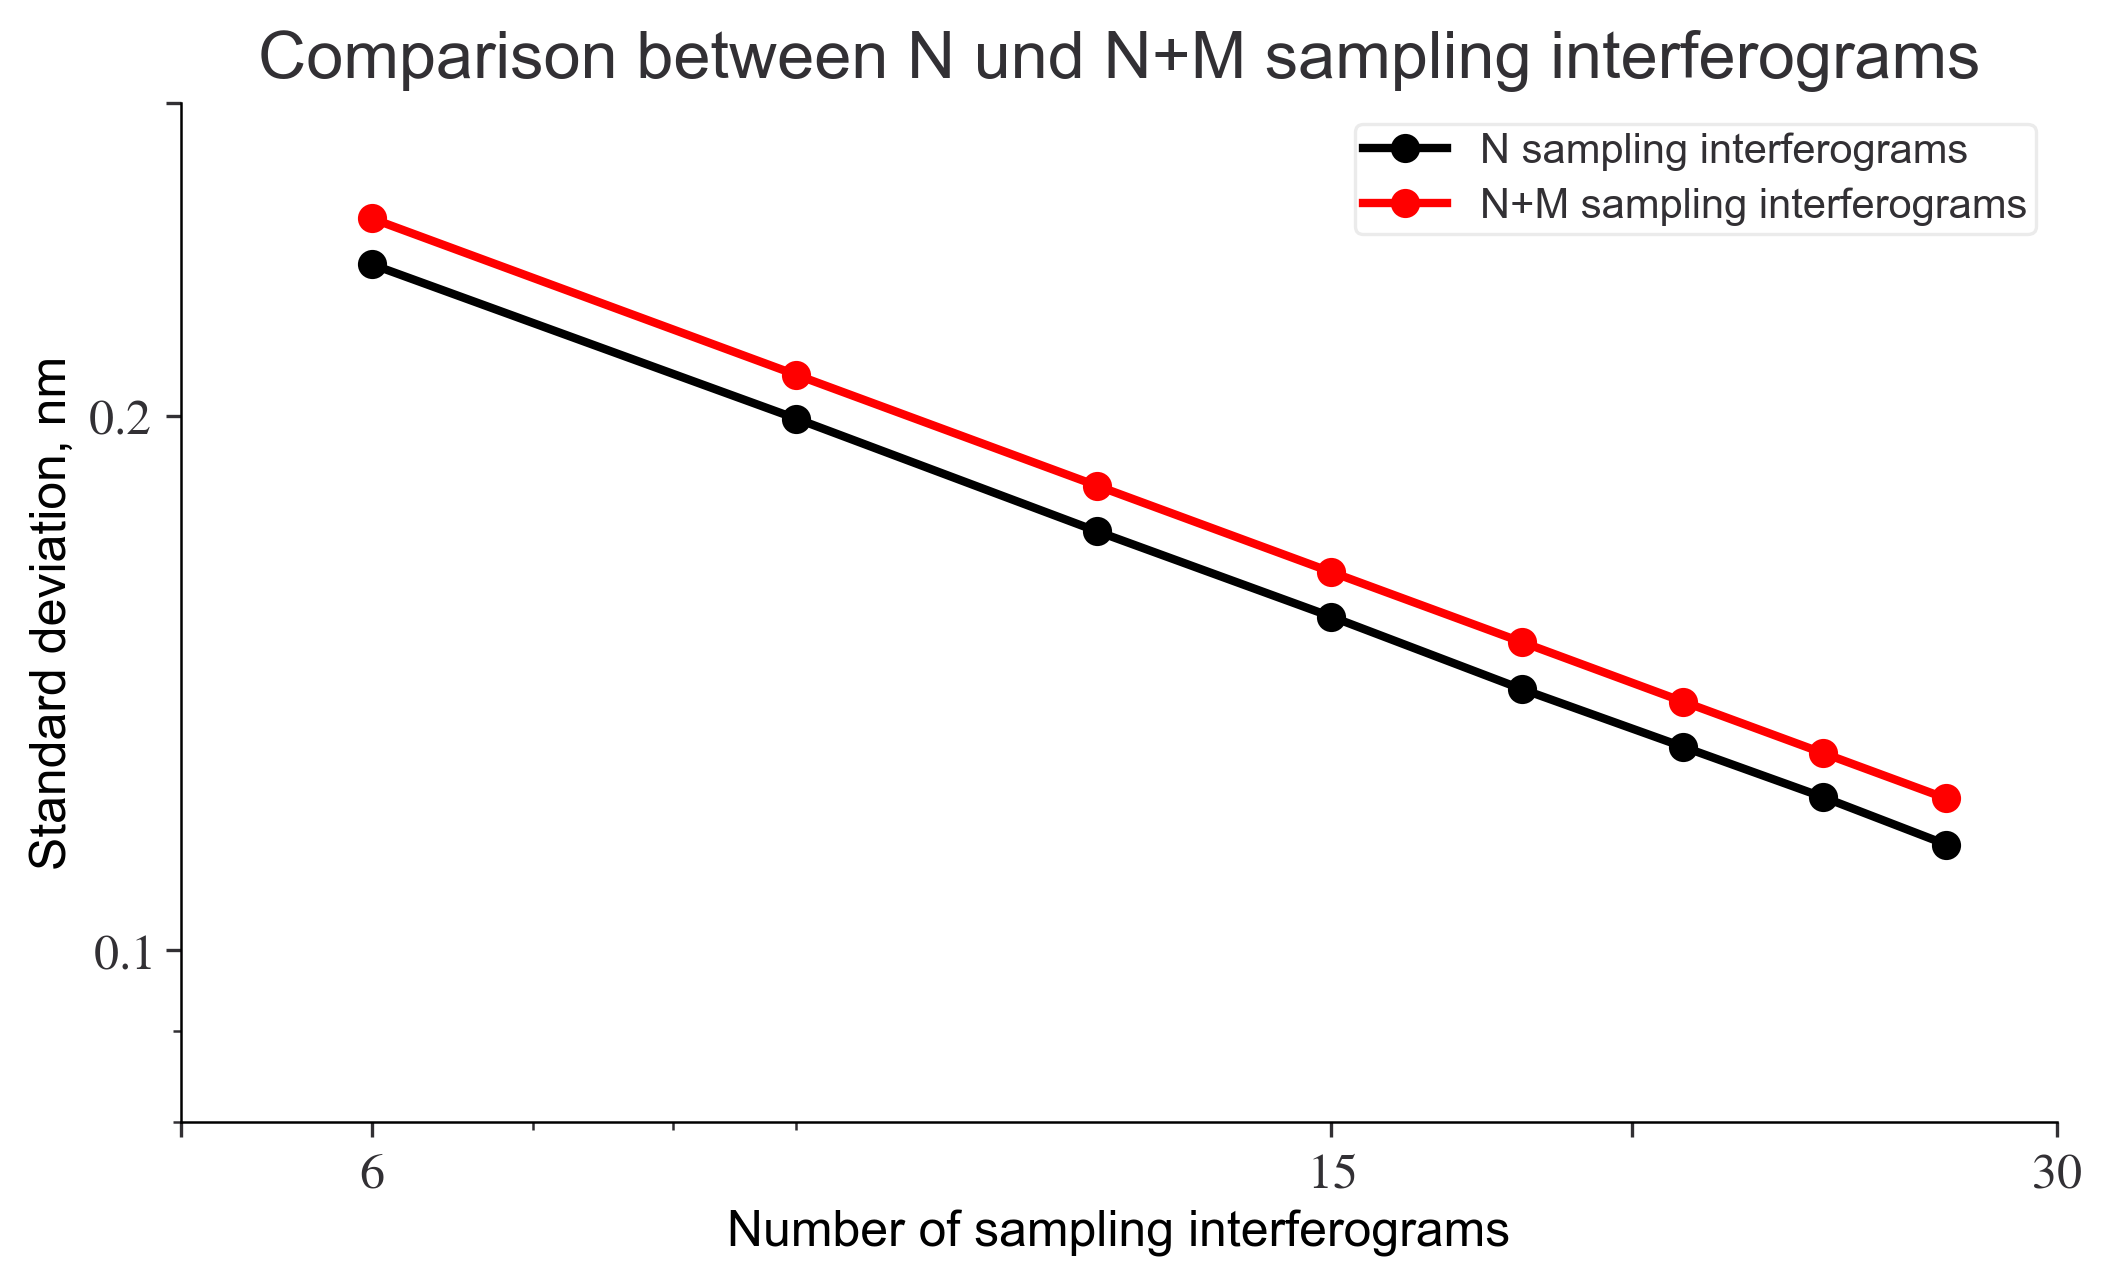 Comparison between N und N+M sampling interferograms
N sampling interferograms
N+M sampling interferograms
Standard deviation, nm
0.2
0.1
6
15
30
Number of sampling interferograms